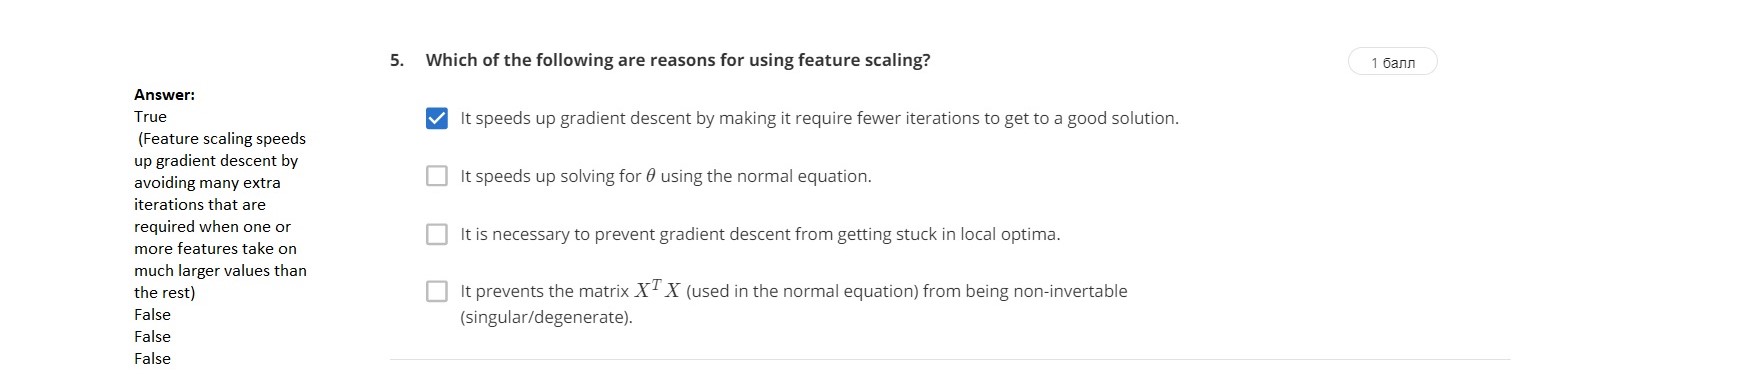 5. Which of the following are reasons for using feature scaling?
1 балл
Answer:
True
(Feature scaling speeds
up gradient descent by
avoiding many extra
iterations that are
required when one or
more features take on
much larger values than
the rest)
False
False
False
It speeds up gradient descent by making it require fewer iterations to get to a good solution.
It speeds up solving for θ using the normal equation.
It is necessary to prevent gradient descent from getting stuck in local optima.
It prevents the matrix XᵀX (used in the normal equation) from being non-invertable
(singular/degenerate).